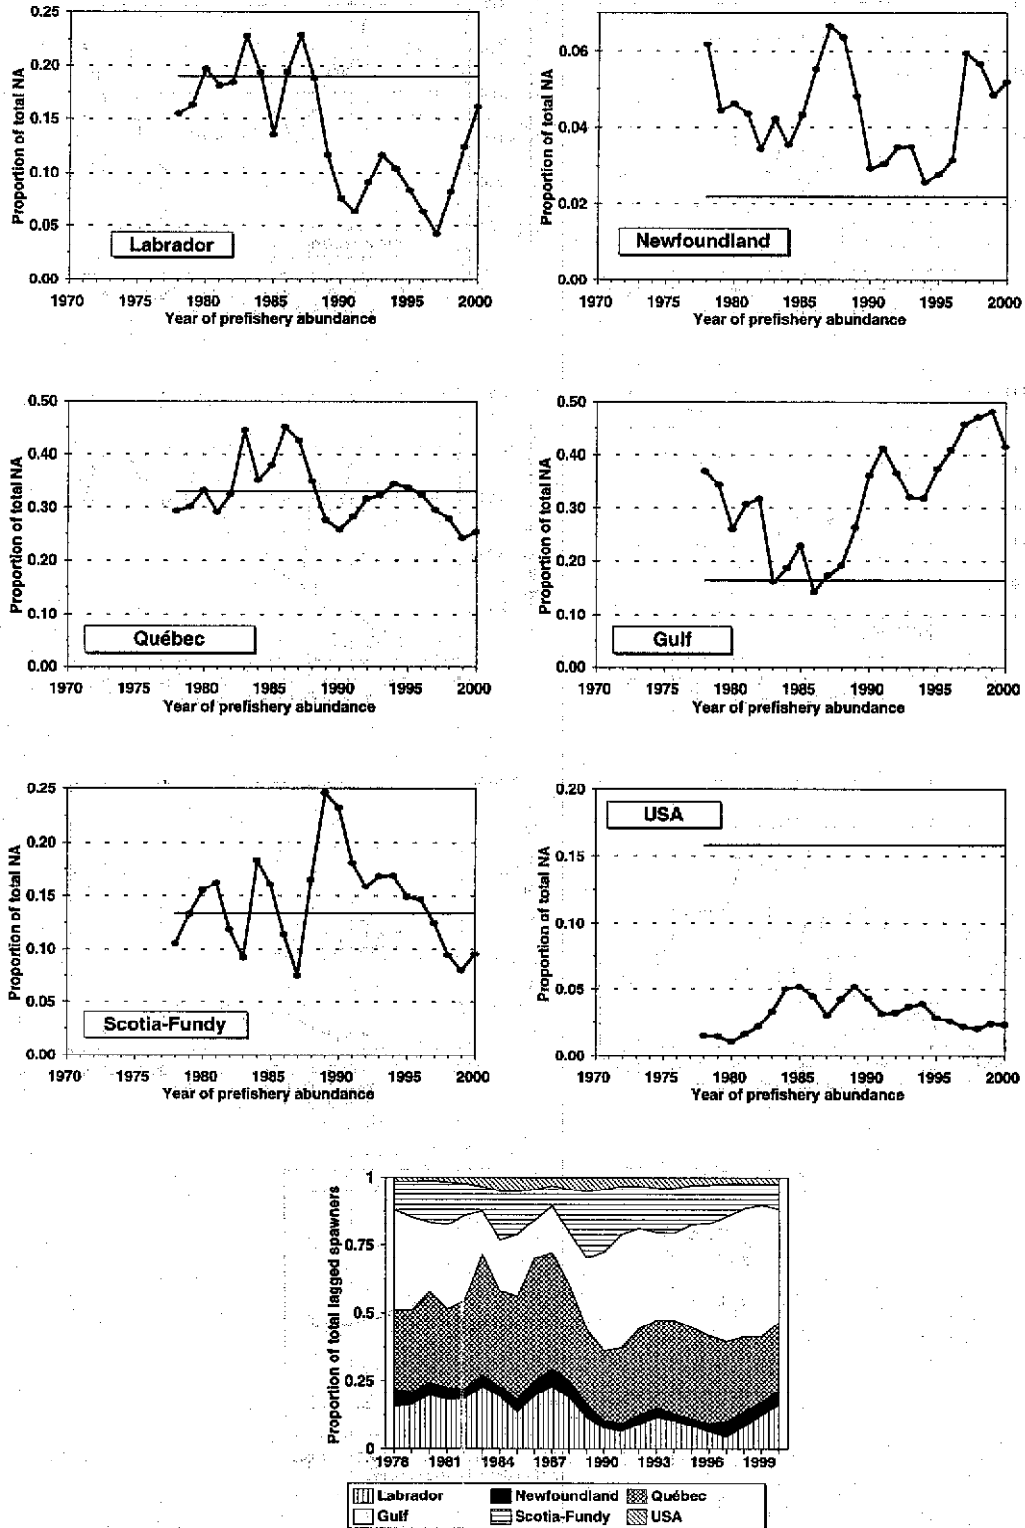 Proportion of total NA
0.25
0.20
0.15
0.10
0.05
0.00
Labrador
1970 1975 1980 1985 1990 1995 2000
Year of prefishery abundance
Proportion of total NA
0.06
0.04
0.02
0.00
Newfoundland
1970 1975 1980 1985 1990 1995 2000
Year of prefishery abundance
Proportion of total NA
0.50
0.40
0.30
0.20
0.10
0.00
Québec
1970 1975 1980 1985 1990 1995 2000
Year of prefishery abundance
Proportion of total NA
0.50
0.40
0.30
0.20
0.10
0.00
Gulf
1970 1975 1980 1985 1990 1995 2000
Year of prefishery abundance
Proportion of total NA
0.25
0.20
0.15
0.10
0.05
0.00
Scotia-Fundy
1970 1975 1980 1985 1990 1995 2000
Year of prefishery abundance
Proportion of total NA
0.20
0.15
0.10
0.05
0.00
USA
1970 1975 1980 1985 1990 1995 2000
Year of prefishery abundance
Proportion of total lagged spawners
1
0.75
0.5
0.25
0
1978 1981 1984 1987 1990 1993 1996 1999
Labrador Newfoundland Québec
Gulf Scotia-Fundy USA